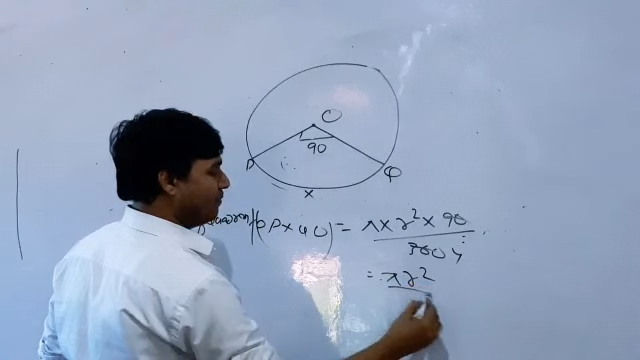 O
90
P
Q
x
(OPXQO) = π×r²×90
360 4
= πr²